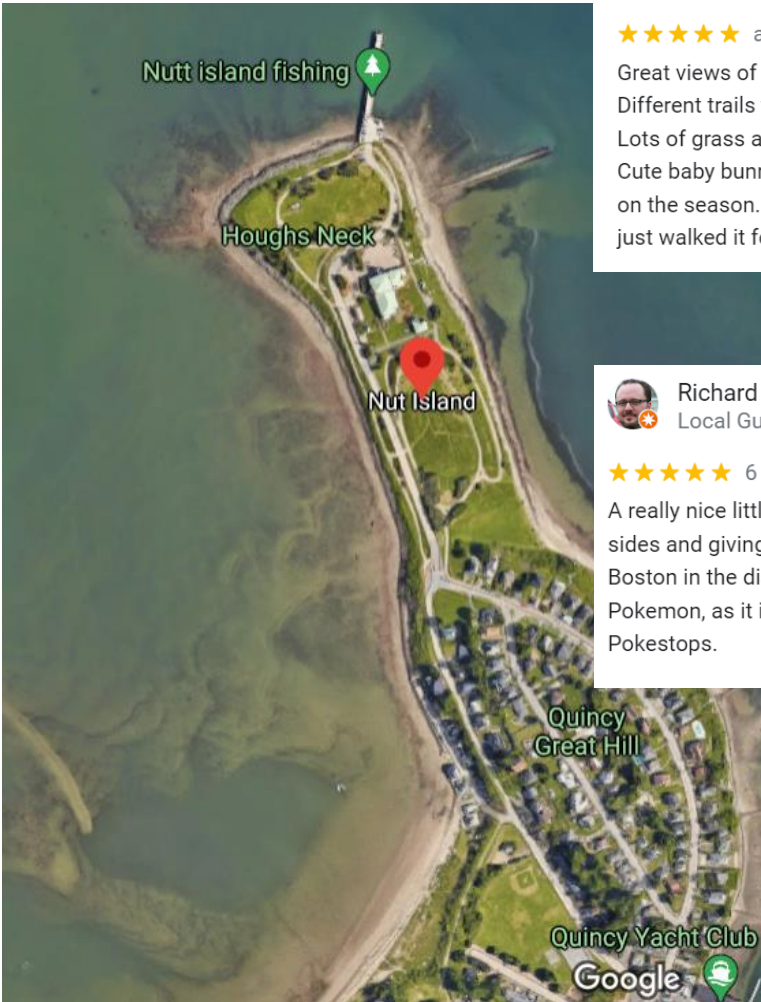 Nutt island fishing
Houghs Neck
Nut Island
Quincy
Great Hill
Quincy Yacht Club
Google
a
Great views of
Different trails
Lots of grass a
Cute baby bunn
on the season.
just walked it fo
Richard
Local Gu
6
A really nice littl
sides and giving
Boston in the di
Pokemon, as it i
Pokestops.